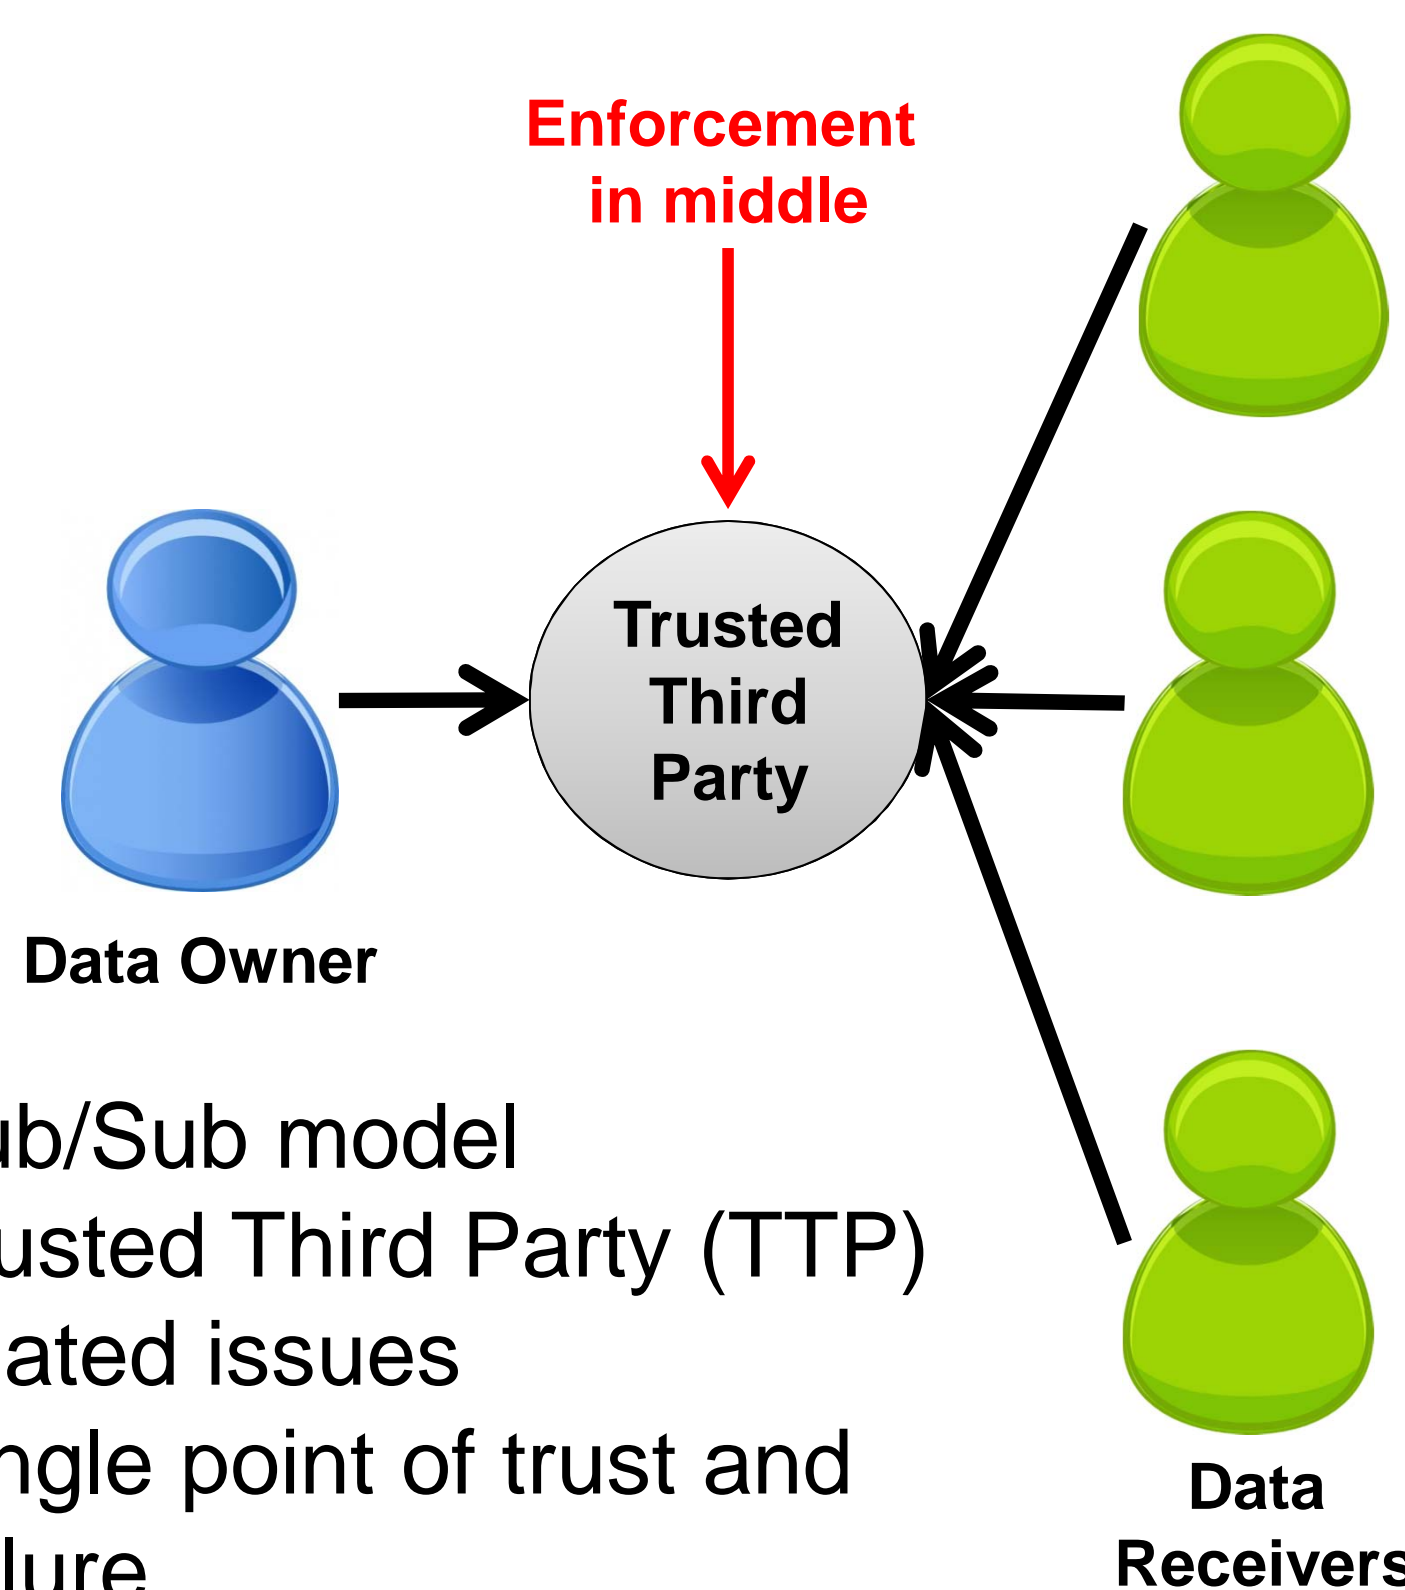 Enforcement
in middle
Trusted
Third
Party
Data Owner
ub/Sub model
usted Third Party (TTP)
ated issues
ngle point of trust and
lure
Data
Receivers